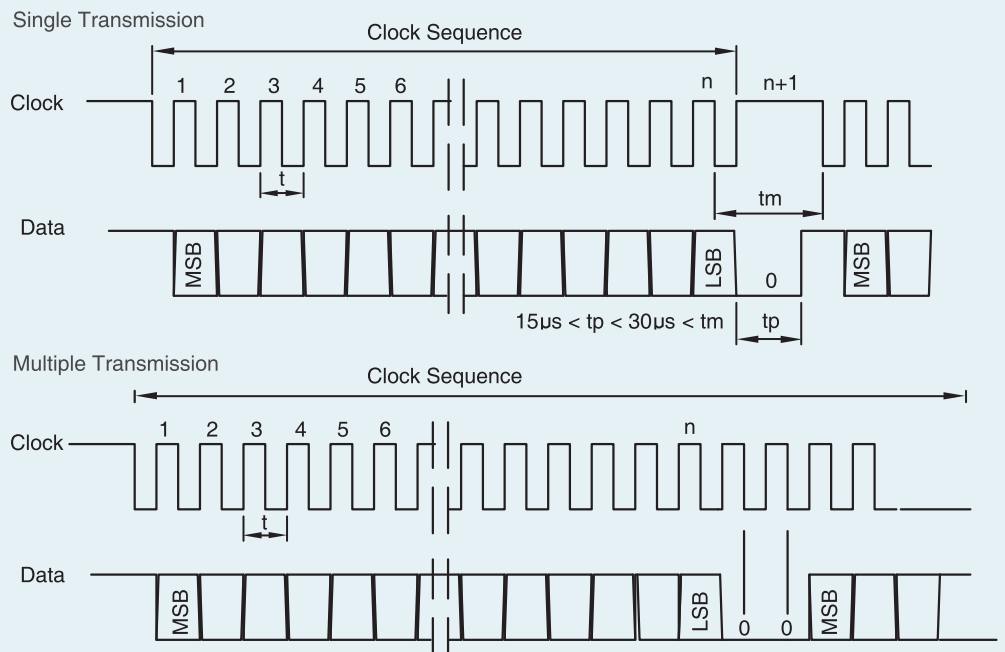 Single Transmission
Clock Sequence
1 2 3 4 5 6 n n+1
Clock
t
tm
Data
MSB LSB 0 MSB
15µs < tp < 30µs < tm tp
Multiple Transmission
Clock Sequence
1 2 3 4 5 6 n
Clock
t
Data
MSB LSB 0 0 MSB